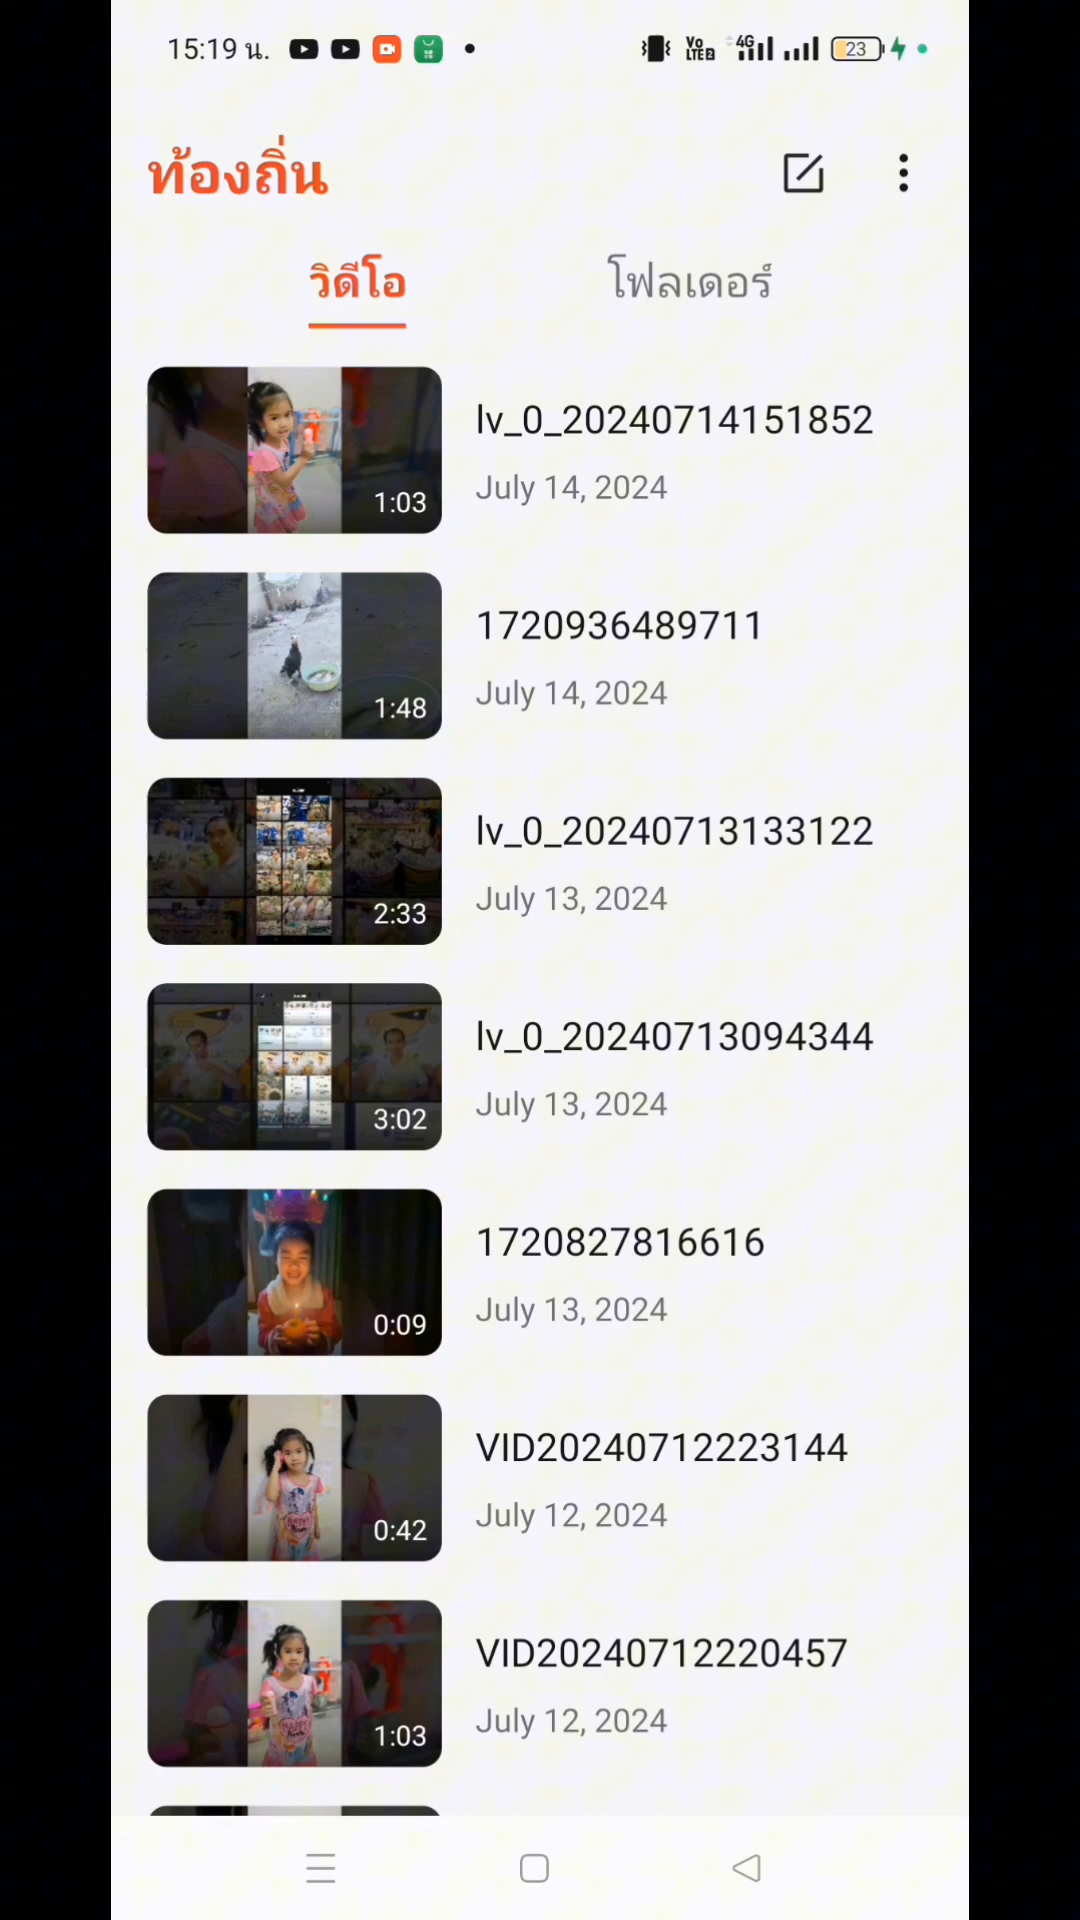 15:19 น. Vo LTE2 4G 23
ท้องถิ่น
วิดีโอ โฟลเดอร์
lv_0_20240714151852
July 14, 2024
1:03
1720936489711
July 14, 2024
1:48
lv_0_20240713133122
July 13, 2024
2:33
lv_0_20240713094344
July 13, 2024
3:02
1720827816616
July 13, 2024
0:09
VID20240712223144
July 12, 2024
0:42
VID20240712220457
July 12, 2024
1:03